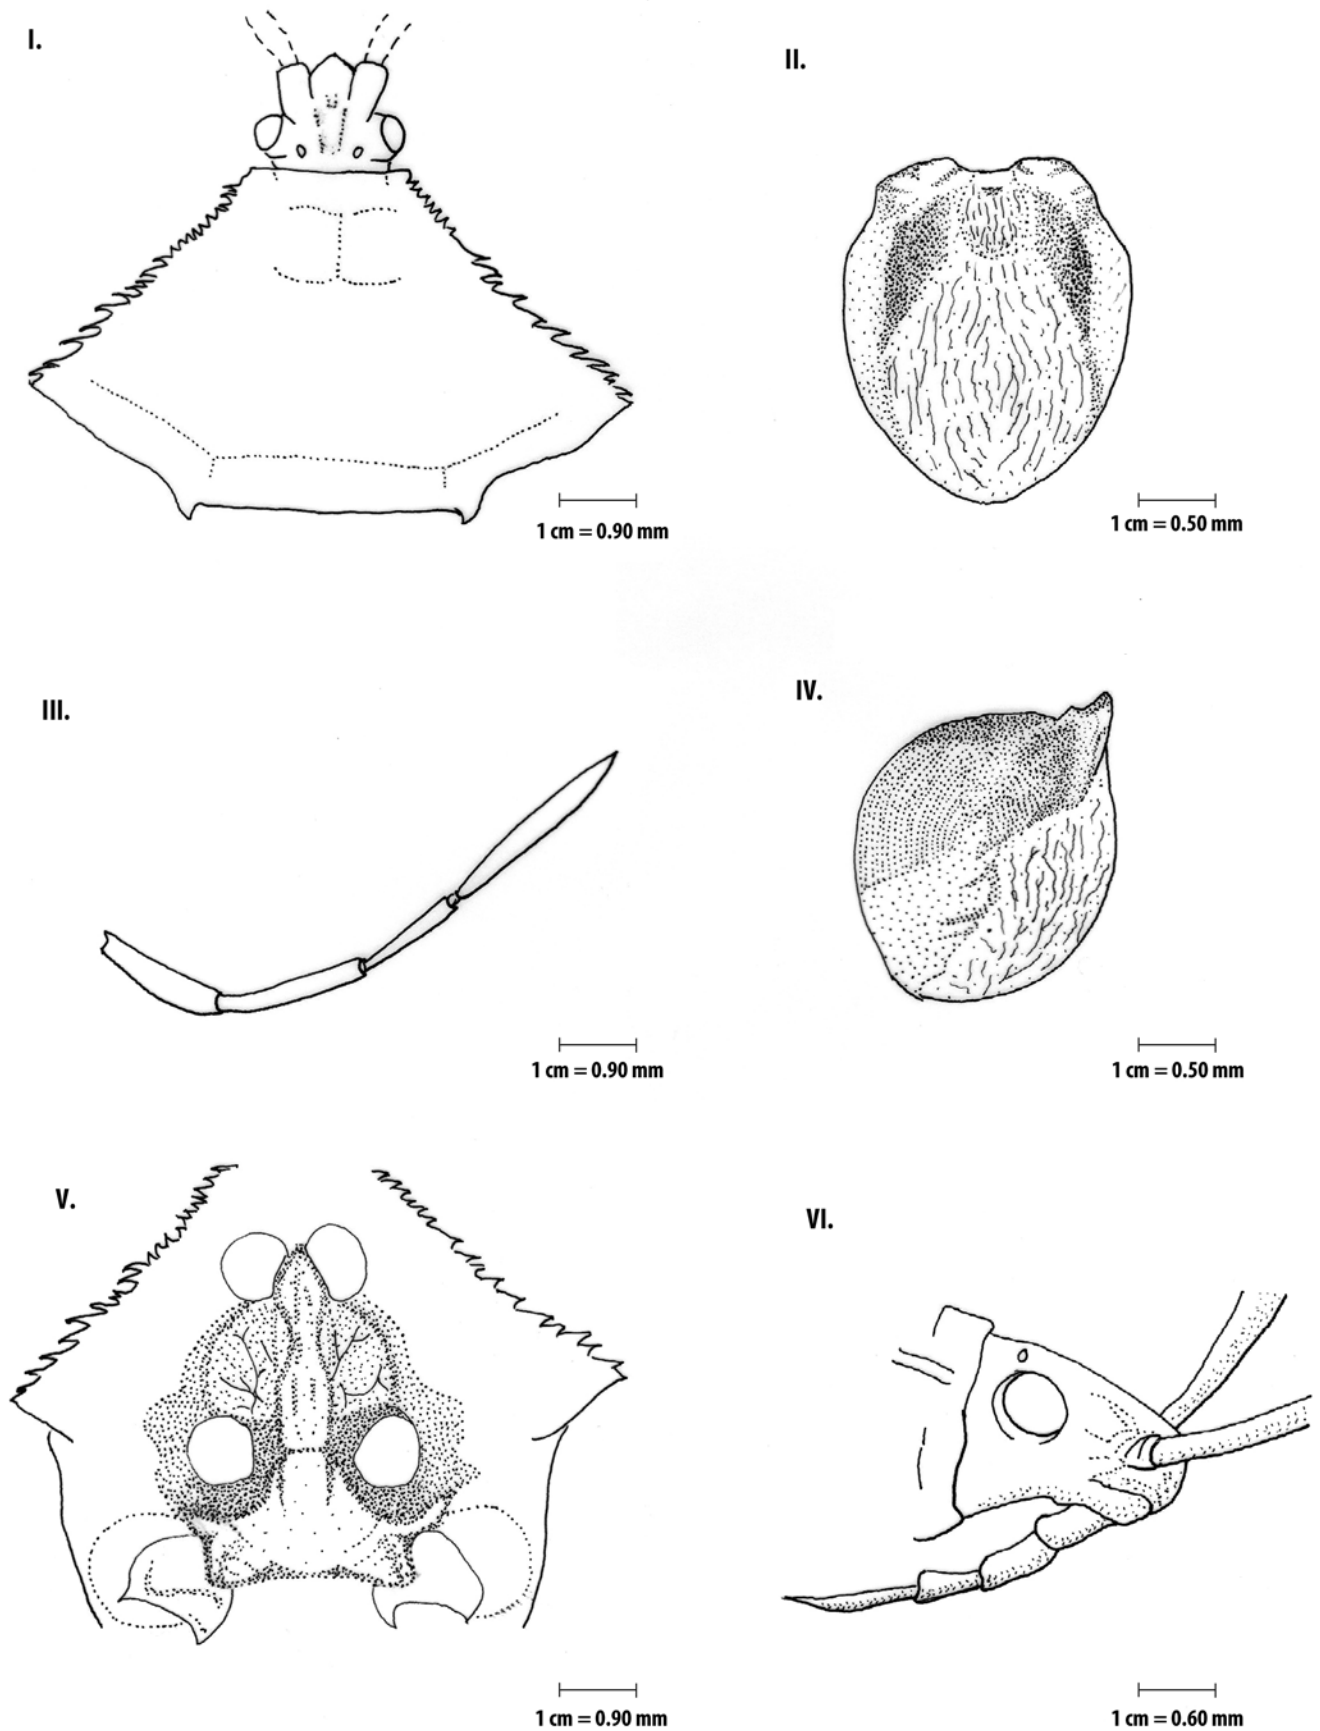 I.
1 cm = 0.90 mm
II.
1 cm = 0.50 mm
III.
1 cm = 0.90 mm
IV.
1 cm = 0.50 mm
V.
1 cm = 0.90 mm
VI.
1 cm = 0.60 mm